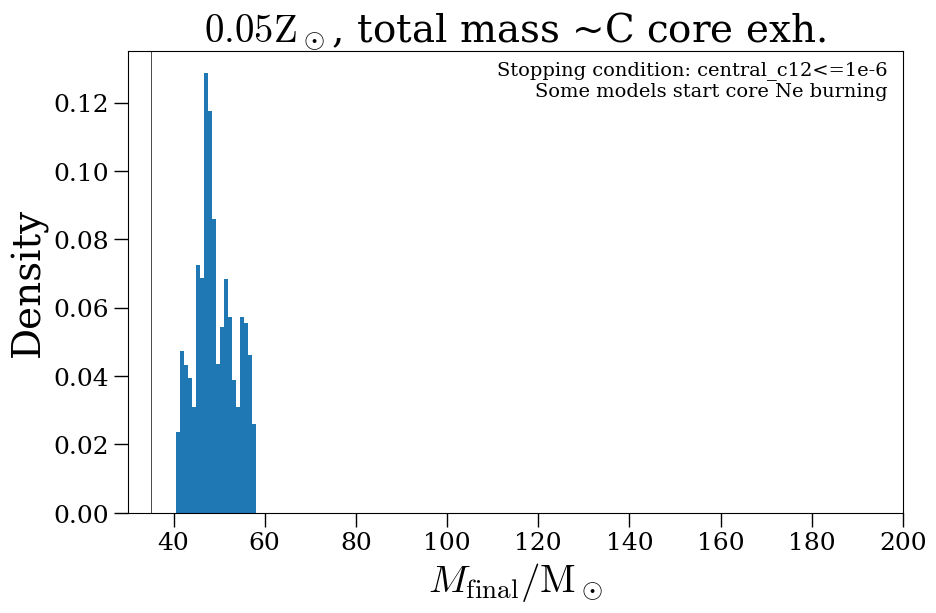 0.05Z☉, total mass ~C core exh.
Stopping condition: central_c12<=1e-6
Some models start core Ne burning
Density
0.12
0.10
0.08
0.06
0.04
0.02
0.00
40 60 80 100 120 140 160 180 200
M_final/M☉